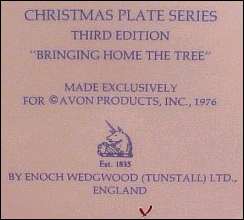 CHRISTMAS PLATE SERIES
THIRD EDITION
"BRINGING HOME THE TREE"
MADE EXCLUSIVELY
FOR ©AVON PRODUCTS, INC., 1976
Est. 1835
BY ENOCH WEDGWOOD (TUNSTALL) LTD.,
ENGLAND